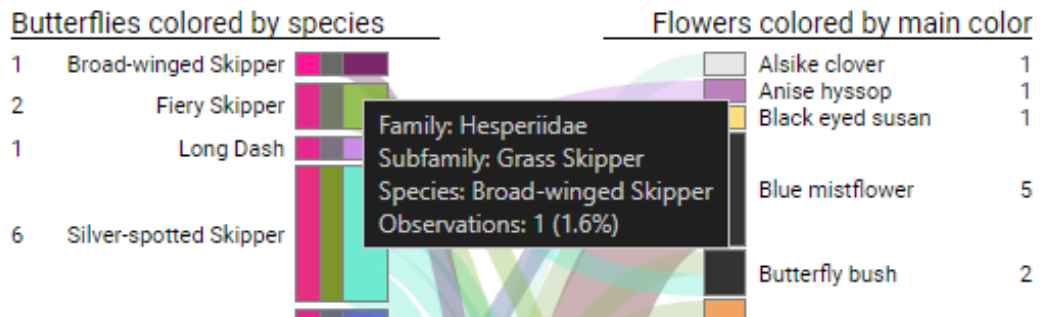 Butterflies colored by species
Flowers colored by main color
1 Broad-winged Skipper
2 Fiery Skipper
1 Long Dash
6 Silver-spotted Skipper
Family: Hesperiidae
Subfamily: Grass Skipper
Species: Broad-winged Skipper
Observations: 1 (1.6%)
Alsike clover 1
Anise hyssop 1
Black eyed susan 1
Blue mistflower 5
Butterfly bush 2